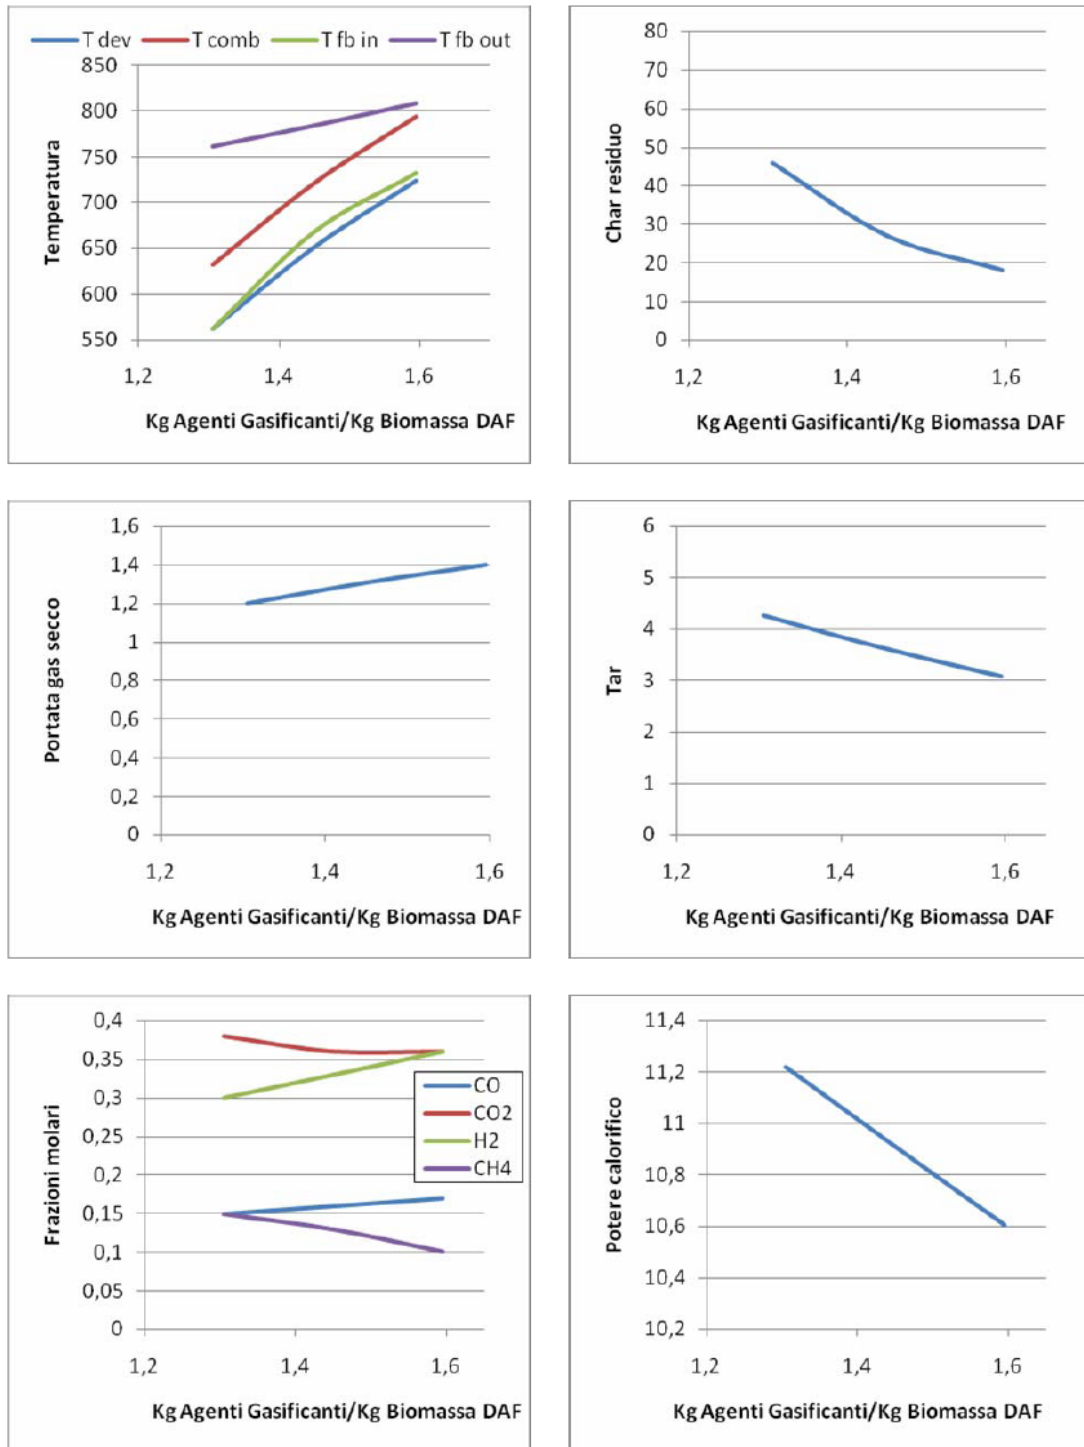 T dev T comb T fb in T fb out
850
800
750
700
650
600
550
Temperatura
1,2 1,4 1,6
Kg Agenti Gasificanti/Kg Biomassa DAF
80
70
60
50
40
30
20
10
0
Char residuo
1,2 1,4 1,6
Kg Agenti Gasificanti/Kg Biomassa DAF
1,6
1,4
1,2
1
0,8
0,6
0,4
0,2
0
Portata gas secco
1,2 1,4 1,6
Kg Agenti Gasificanti/Kg Biomassa DAF
6
5
4
3
2
1
0
Tar
1,2 1,4 1,6
Kg Agenti Gasificanti/Kg Biomassa DAF
0,4
0,35
0,3
0,25
0,2
0,15
0,1
0,05
0
Frazioni molari
CO
CO2
H2
CH4
1,2 1,4 1,6
Kg Agenti Gasificanti/Kg Biomassa DAF
11,4
11,2
11
10,8
10,6
10,4
10,2
Potere calorifico
1,2 1,4 1,6
Kg Agenti Gasificanti/Kg Biomassa DAF